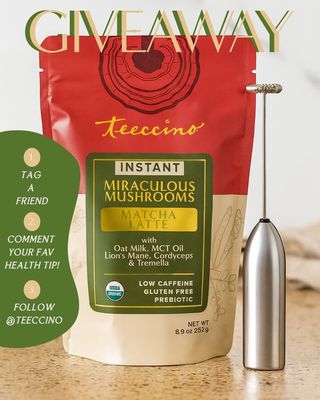 GIVEAWAY
teeccino
INSTANT
MIRACULOUS
MUSHROOMS
MATCHA
LATTE
with
Oat Milk, MCT Oil
Lion's Mane, Cordyceps
& Tremella
USDA
ORGANIC
LOW CAFFEINE
GLUTEN FREE
PREBIOTIC
NET WT
8.9 oz 252g
1
TAG
A
FRIEND
2
COMMENT
YOUR FAV
HEALTH TIP!
3
FOLLOW
@TEECCINO